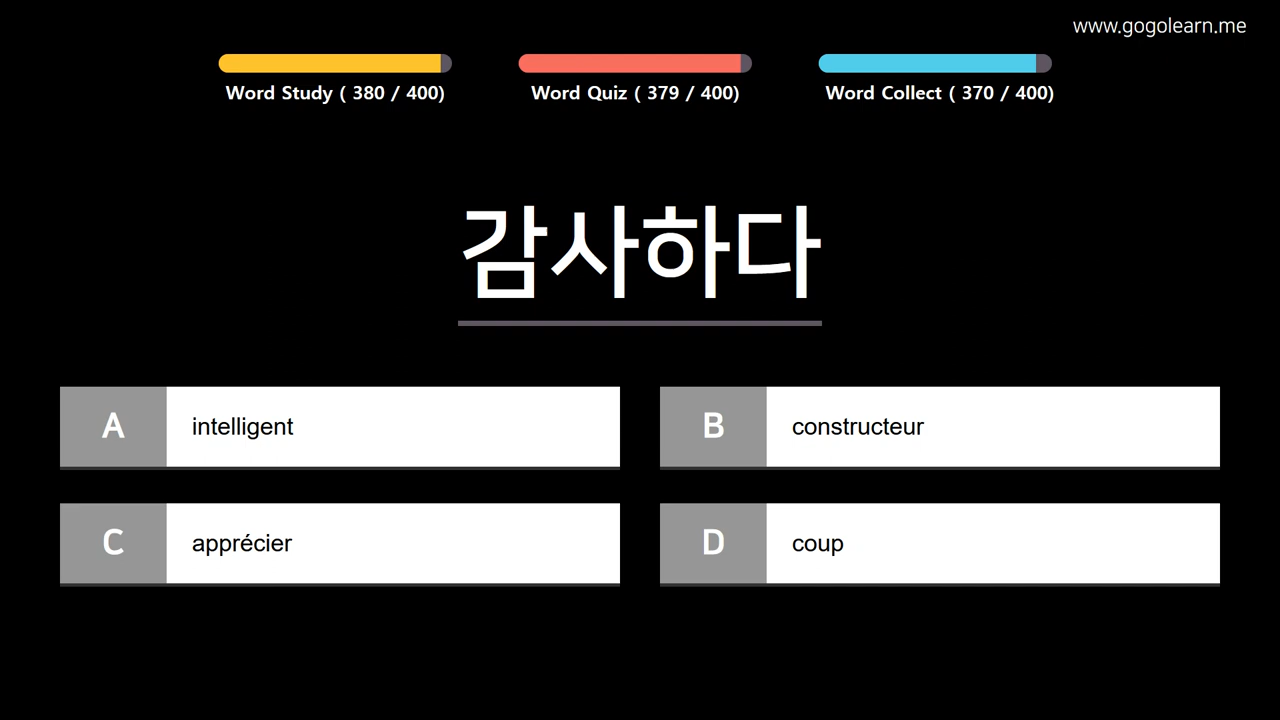 www.gogolearn.me
Word Study ( 380 / 400)
Word Quiz ( 379 / 400)
Word Collect ( 370 / 400)
감사하다
A intelligent
B constructeur
C apprécier
D coup